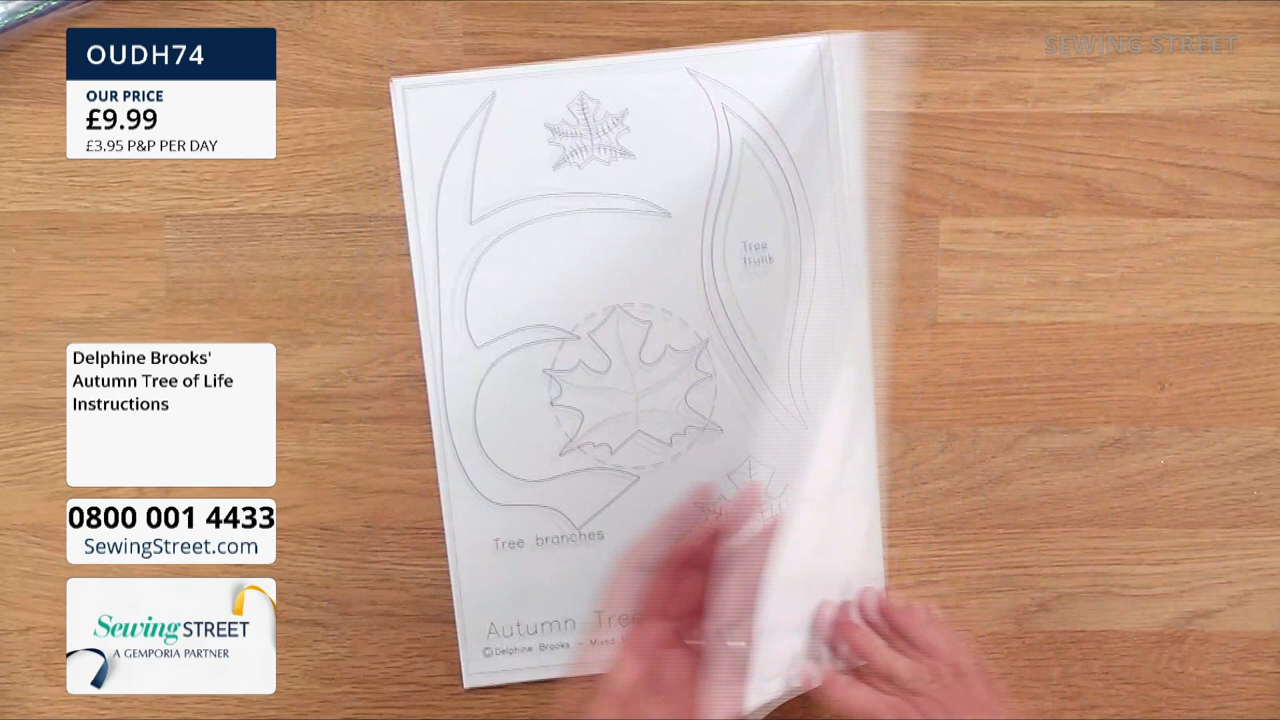 OUDH74
OUR PRICE
£9.99
£3.95 P&P PER DAY
SEWING STREET
Tree
trunk
Delphine Brooks'
Autumn Tree of Life
Instructions
0800 001 4433
SewingStreet.com
Tree branches
Autumn Tree
©Delphine Brooks - Mixed
Sewing STREET
A GEMPORIA PARTNER